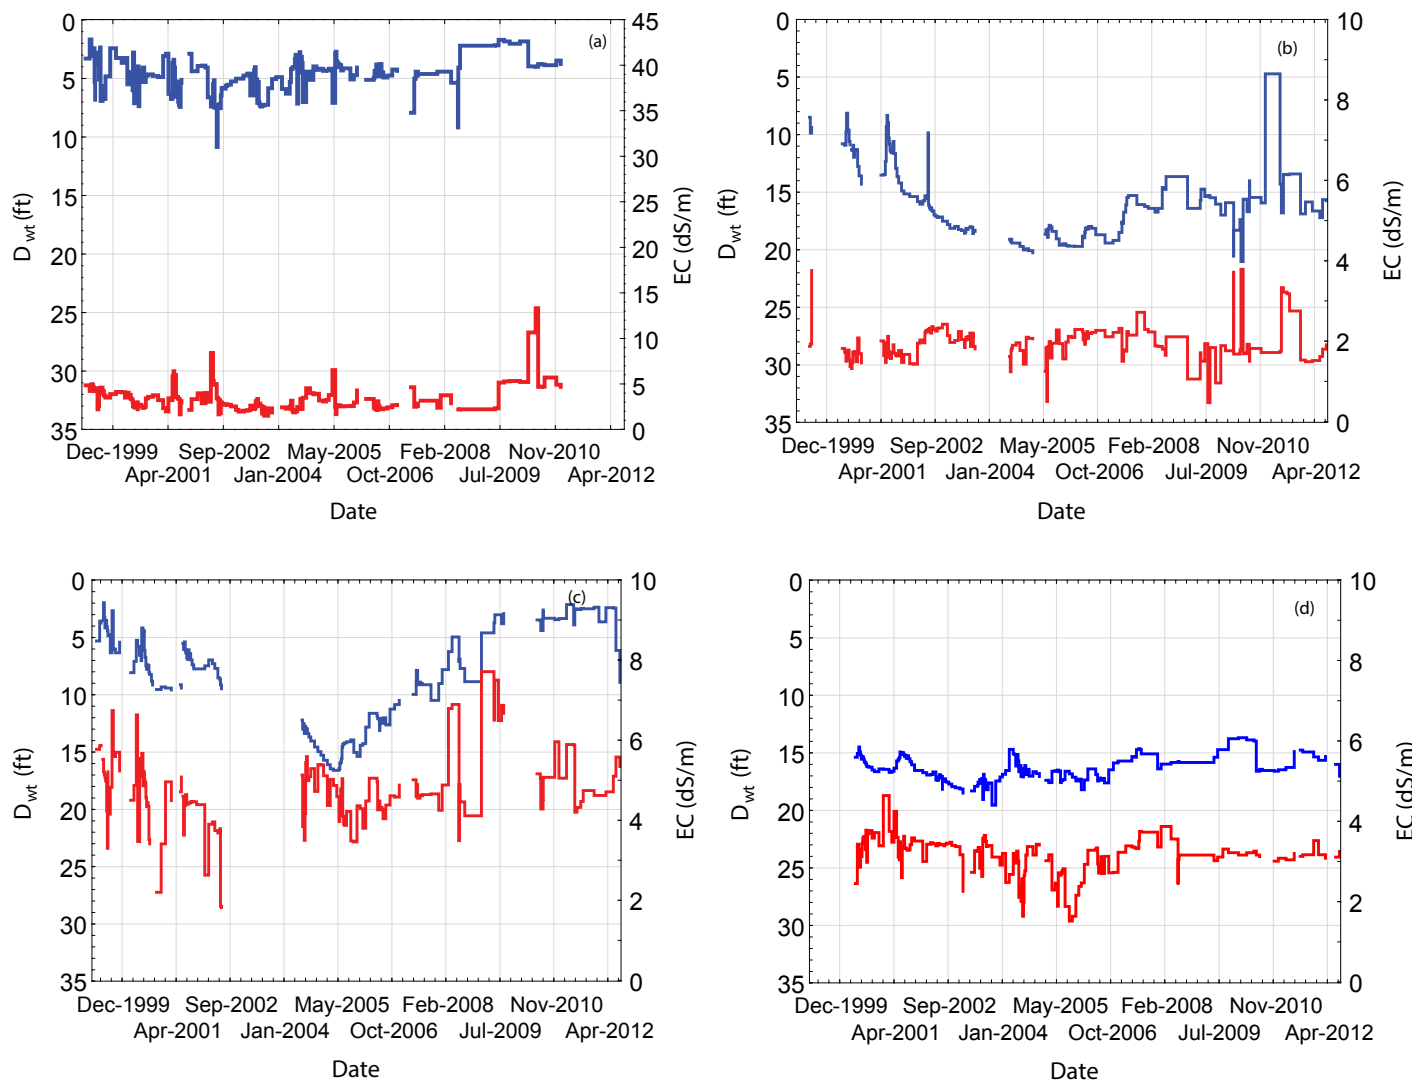 (a)
0
5
10
15
20
25
30
35
D_wt (ft)
45
40
35
30
25
20
15
10
5
0
EC (dS/m)
Dec-1999 Sep-2002 May-2005 Feb-2008 Nov-2010
Apr-2001 Jan-2004 Oct-2006 Jul-2009 Apr-2012
Date
(b)
0
5
10
15
20
25
30
35
D_wt (ft)
10
8
6
4
2
0
EC (dS/m)
Dec-1999 Sep-2002 May-2005 Feb-2008 Nov-2010
Apr-2001 Jan-2004 Oct-2006 Jul-2009 Apr-2012
Date
(c)
0
5
10
15
20
25
30
35
D_wt (ft)
10
8
6
4
2
0
EC (dS/m)
Dec-1999 Sep-2002 May-2005 Feb-2008 Nov-2010
Apr-2001 Jan-2004 Oct-2006 Jul-2009 Apr-2012
Date
(d)
0
5
10
15
20
25
30
35
D_wt (ft)
10
8
6
4
2
0
EC (dS/m)
Dec-1999 Sep-2002 May-2005 Feb-2008 Nov-2010
Apr-2001 Jan-2004 Oct-2006 Jul-2009 Apr-2012
Date